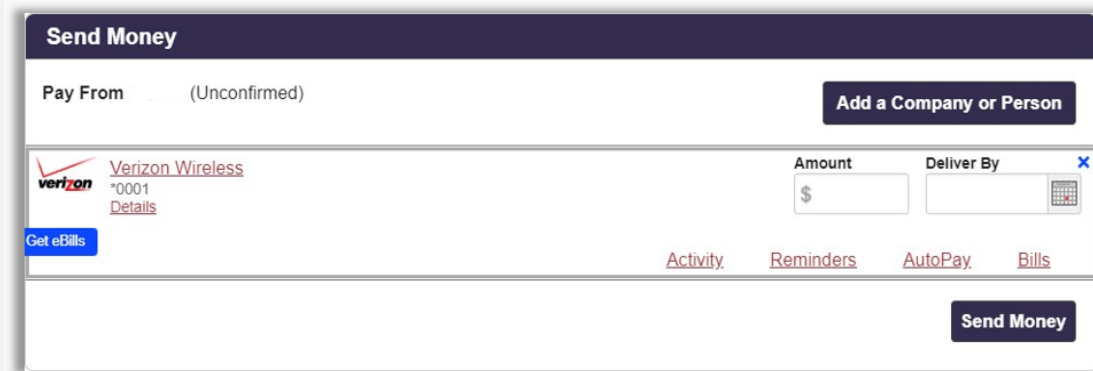 Send Money
Pay From (Unconfirmed)
Add a Company or Person
verizon
Verizon Wireless
*0001
Details
Amount
Deliver By
×
$
Get eBills
Activity
Reminders
AutoPay
Bills
Send Money